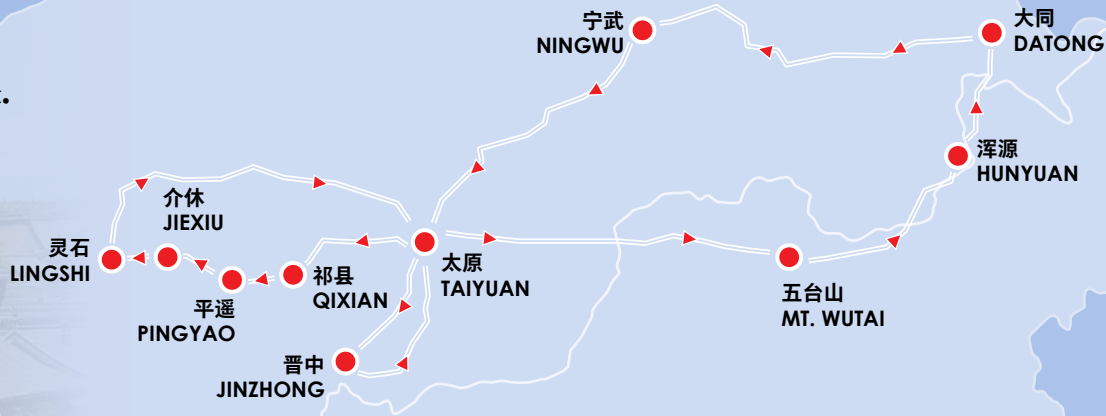 宁武
NINGWU
大同
DATONG
浑源
HUNYUAN
介休
JIEXIU
灵石
LINGSHI
平遥
PINGYAO
祁县
QIXIAN
太原
TAIYUAN
五台山
MT. WUTAI
晋中
JINZHONG